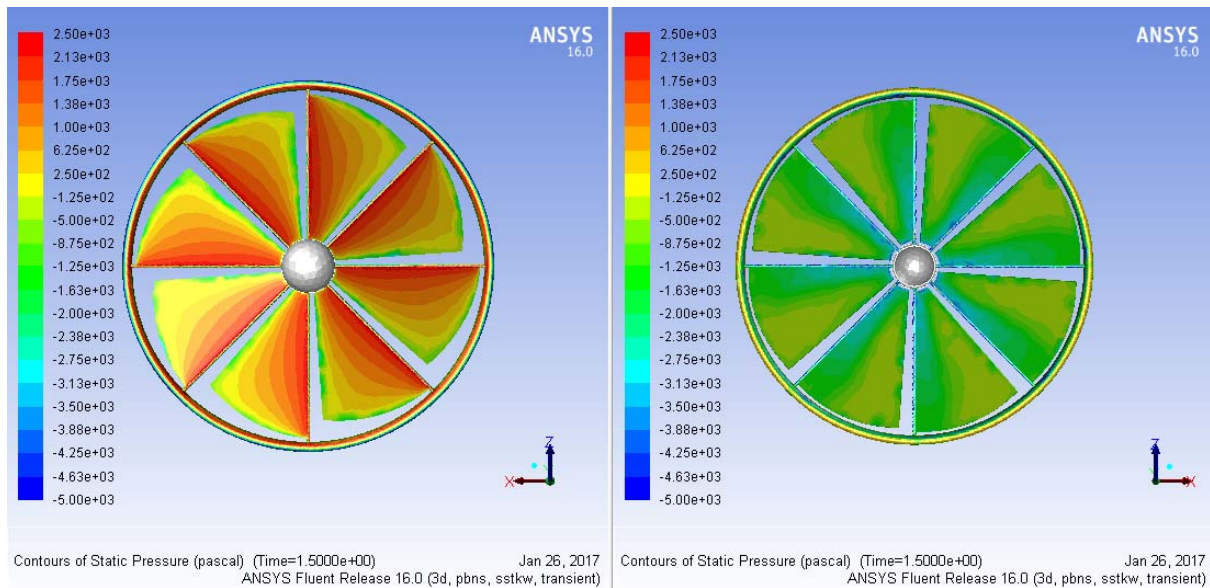 2.50e+03
2.13e+03
1.75e+03
1.38e+03
1.00e+03
6.25e+02
-1.25e+02
-5.00e+02
-8.75e+02
-1.25e+03
-1.63e+03
-2.00e+03
-2.38e+03
-2.75e+03
-3.13e+03
-3.50e+03
-3.88e+03
-4.25e+03
-4.63e+03
-5.00e+03
ANSYS
16.0
Z
X
Contours of Static Pressure (pascal) (Time=1.5000e+00) Jan 26, 2017
ANSYS Fluent Release 16.0 (3d, pbns, sstkw, transient)
2.50e+03
2.13e+03
1.75e+03
1.38e+03
1.00e+03
6.25e+02
-1.25e+02
-5.00e+02
-8.75e+02
-1.25e+03
-1.63e+03
-2.00e+03
-2.38e+03
-2.75e+03
-3.13e+03
-3.50e+03
-3.88e+03
-4.25e+03
-4.63e+03
-5.00e+03
ANSYS
16.0
Z
X
Contours of Static Pressure (pascal) (Time=1.5000e+00) Jan 26, 2017
ANSYS Fluent Release 16.0 (3d, pbns, sstkw, transient)